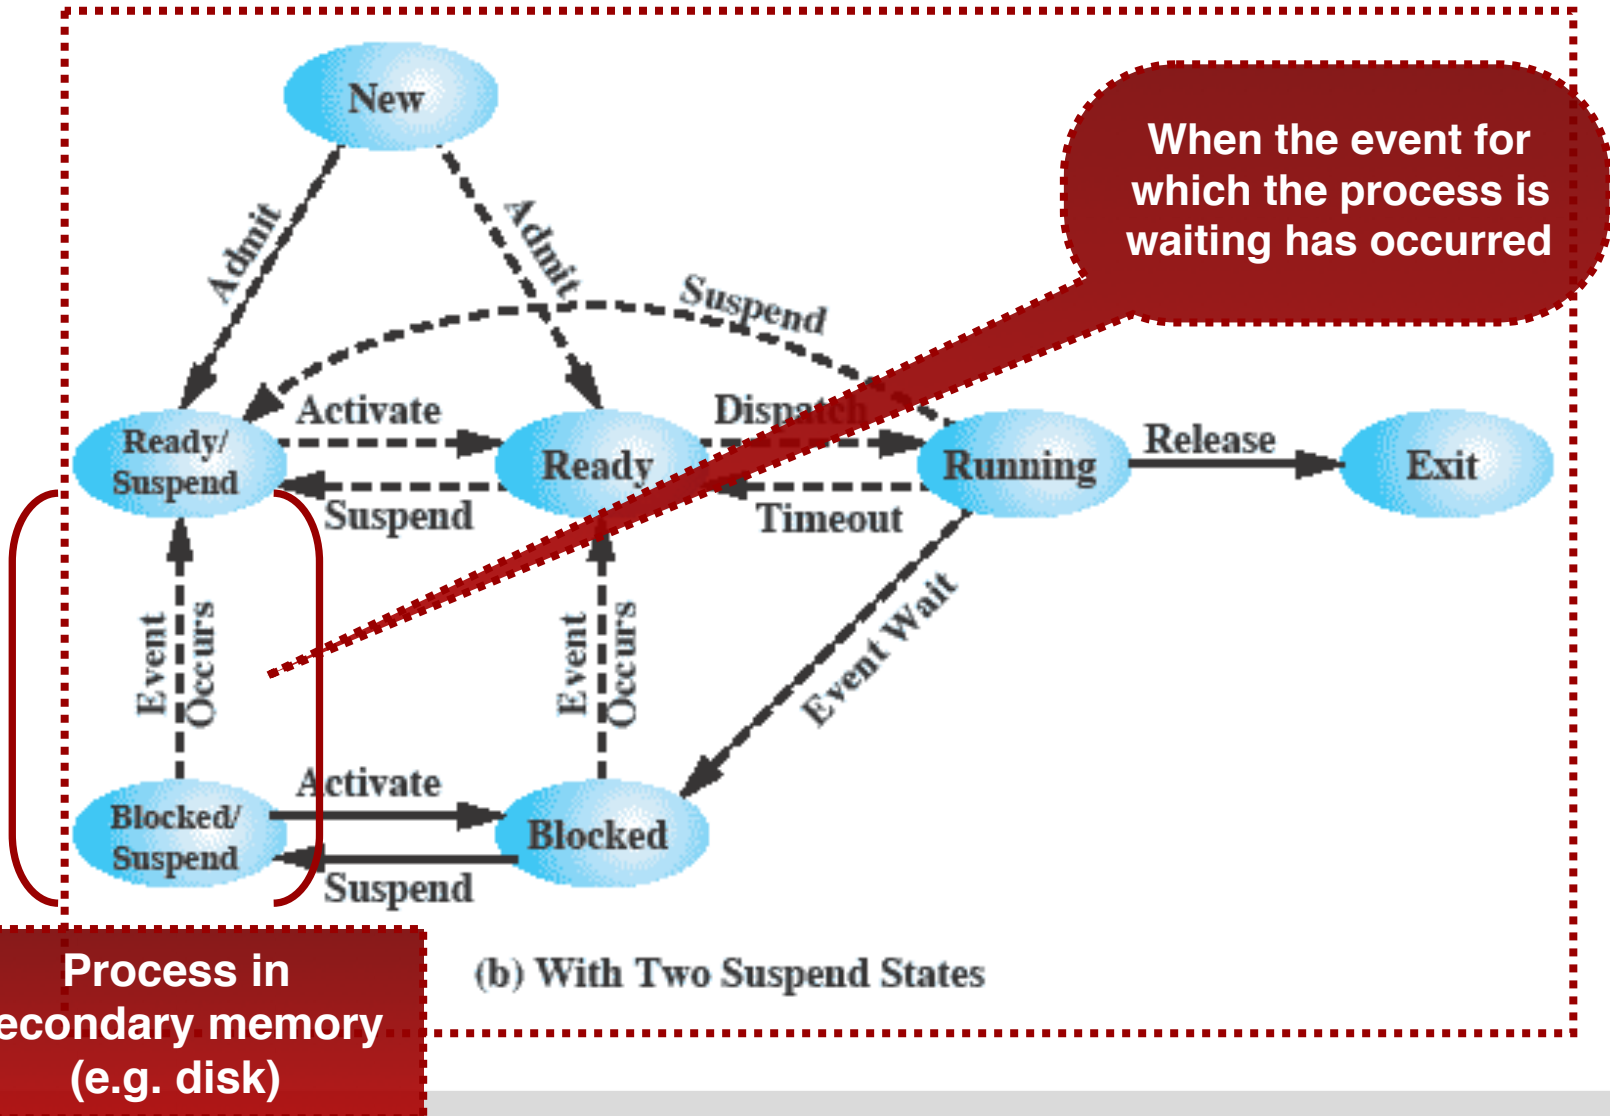 New
When the event for
which the process is
waiting has occurred
Admit
Admit
Suspend
Activate
Dispatch
Ready/
Suspend
Ready
Running
Release
Exit
Suspend
Timeout
Event
Occurs
Event
Occurs
Event Wait
Activate
Blocked/
Suspend
Blocked
Suspend
Process in
econdary memory
(e.g. disk)
(b) With Two Suspend States